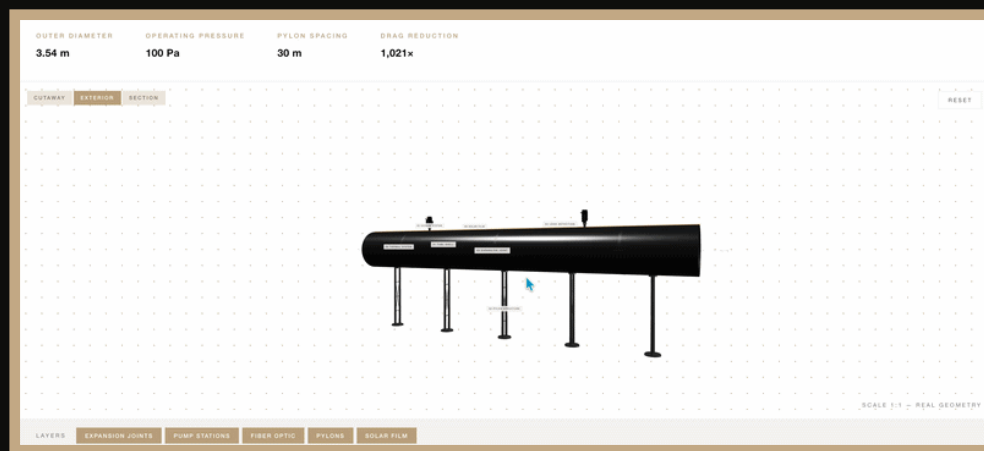 OUTER DIAMETER OPERATING PRESSURE PYLON SPACING DRAG REDUCTION
3.54 m 100 Pa 30 m 1,021×
CUTAWAY EXTERIOR SECTION
RESET
SCALE 1:1 — REAL GEOMETRY
LAYERS EXPANSION JOINTS PUMP STATIONS FIBER OPTIC PYLONS SOLAR FILM